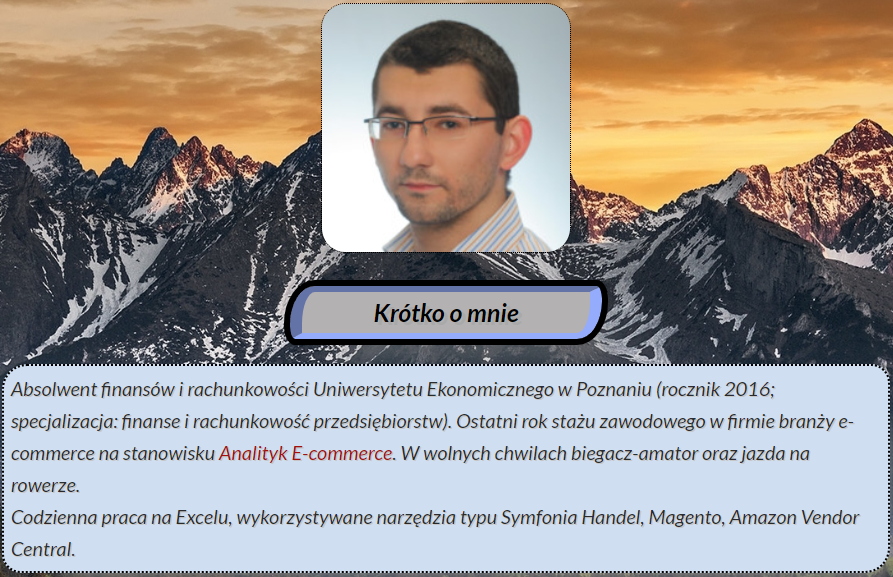 Krótko o mnie
Absolwent finansów i rachunkowości Uniwersytetu Ekonomicznego w Poznaniu (rocznik 2016;
specjalizacja: finanse i rachunkowość przedsiębiorstw). Ostatni rok stażu zawodowego w firmie branży e-
commerce na stanowisku Analityk E-commerce. W wolnych chwilach biegacz-amator oraz jazda na
rowerze.
Codzienna praca na Excelu, wykorzystywane narzędzia typu Symfonia Handel, Magento, Amazon Vendor
Central.